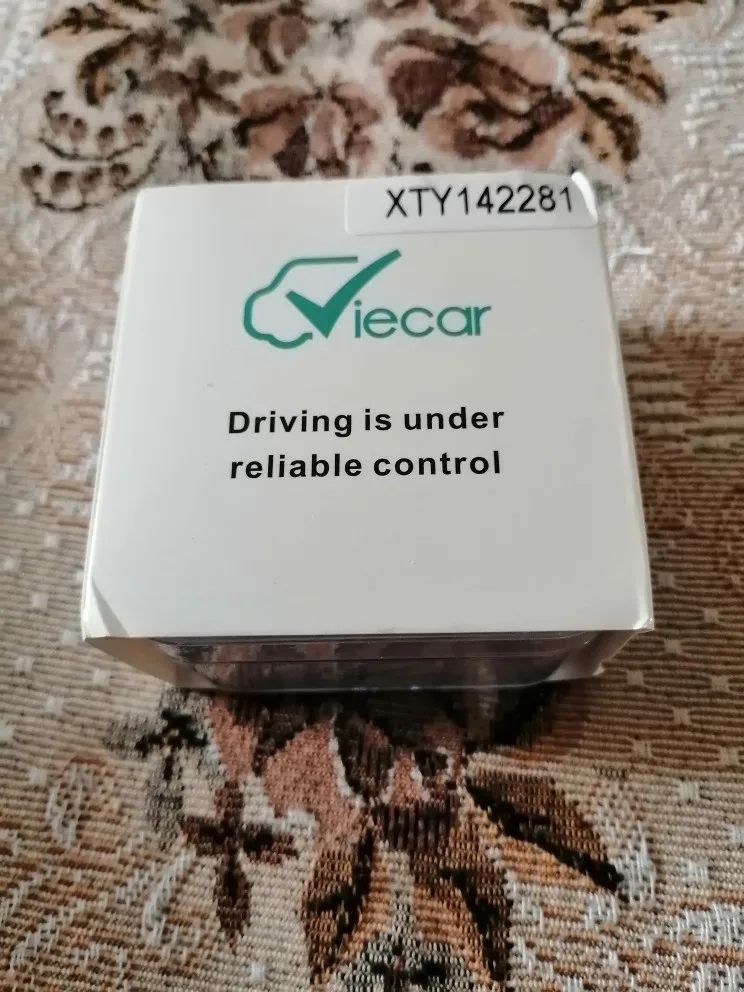 XTY142281
Viecar
Driving is under
reliable control